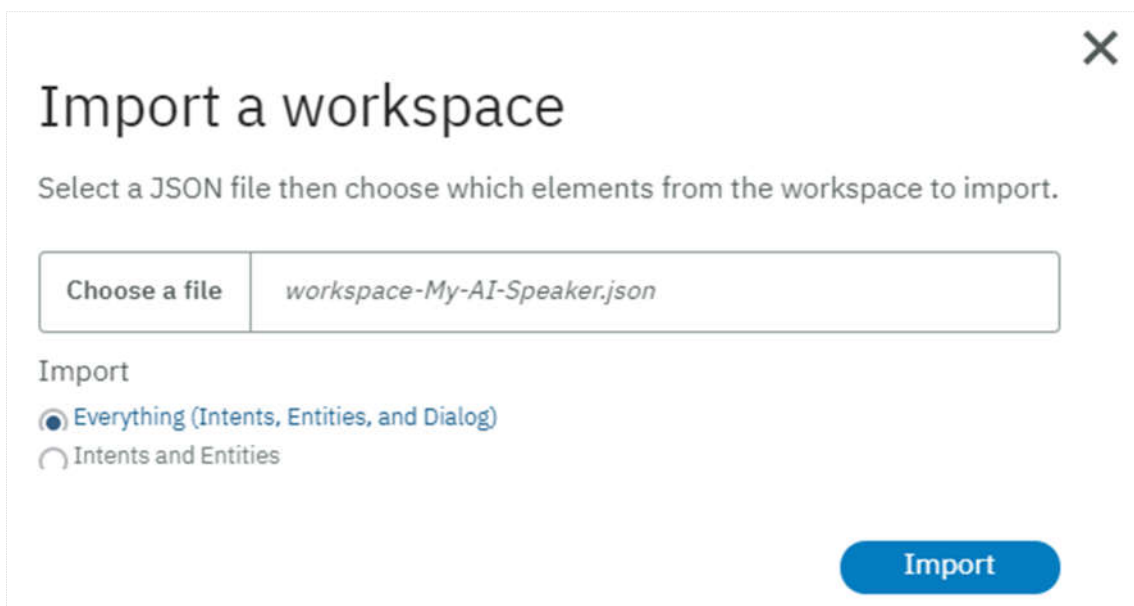 Import a workspace
Select a JSON file then choose which elements from the workspace to import.
Choose a file workspace-My-AI-Speaker.json
Import
Everything (Intents, Entities, and Dialog)
Intents and Entities
Import